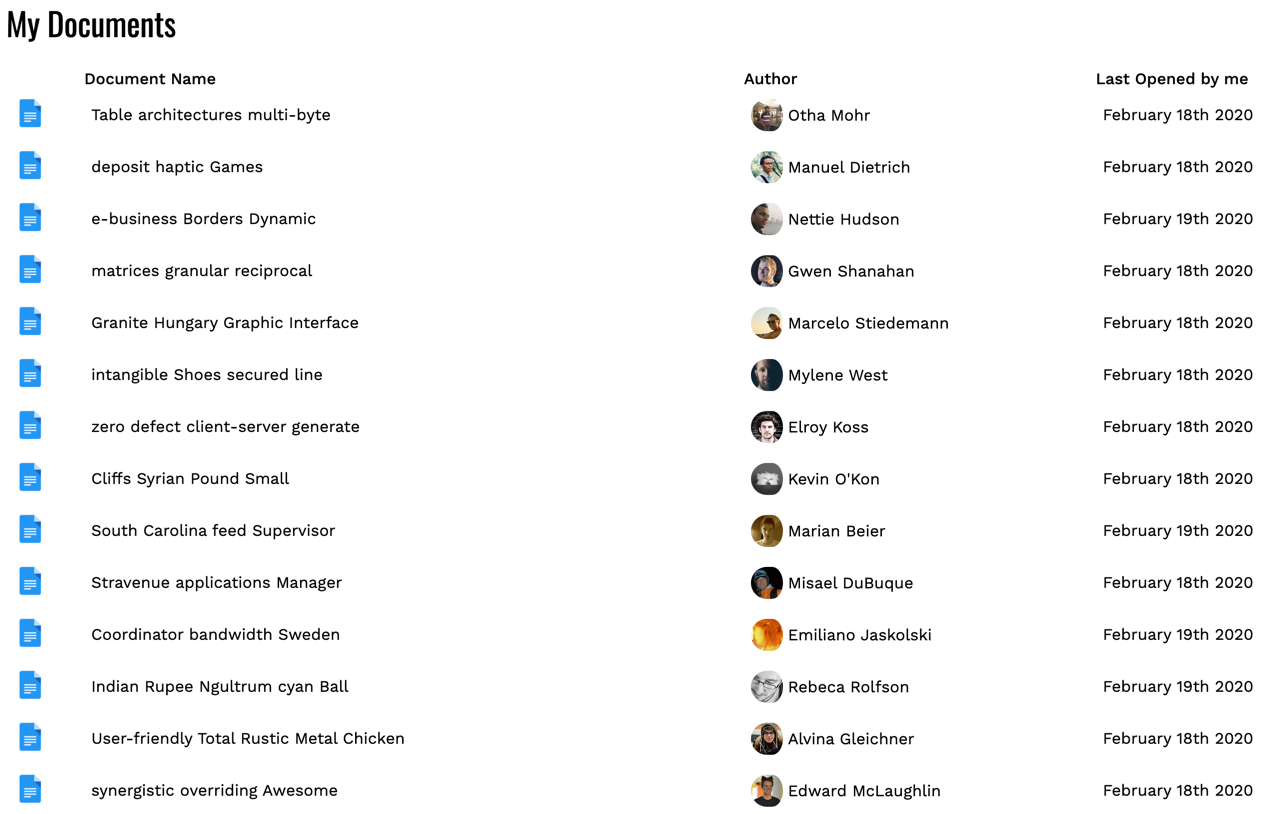 My Documents
Document Name Author Last Opened by me
Table architectures multi-byte Otha Mohr February 18th 2020
deposit haptic Games Manuel Dietrich February 18th 2020
e-business Borders Dynamic Nettie Hudson February 19th 2020
matrices granular reciprocal Gwen Shanahan February 18th 2020
Granite Hungary Graphic Interface Marcelo Stiedemann February 18th 2020
intangible Shoes secured line Mylene West February 18th 2020
zero defect client-server generate Elroy Koss February 18th 2020
Cliffs Syrian Pound Small Kevin O'Kon February 18th 2020
South Carolina feed Supervisor Marian Beier February 19th 2020
Stravenue applications Manager Misael DuBuque February 18th 2020
Coordinator bandwidth Sweden Emiliano Jaskolski February 19th 2020
Indian Rupee Ngultrum cyan Ball Rebeca Rolfson February 19th 2020
User-friendly Total Rustic Metal Chicken Alvina Gleichner February 18th 2020
synergistic overriding Awesome Edward McLaughlin February 18th 2020